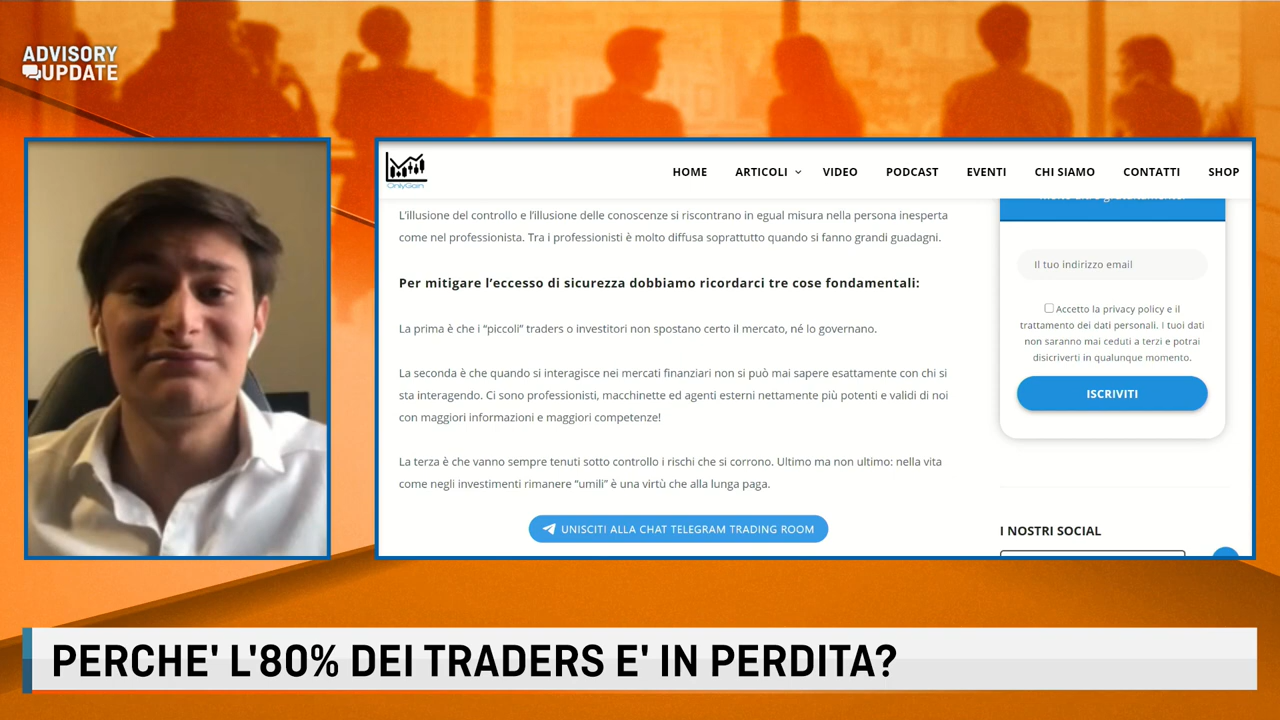 ADVISORY
UPDATE
OnlyGain
HOME ARTICOLI VIDEO PODCAST EVENTI CHI SIAMO CONTATTI SHOP
L'illusione del controllo e l'illusione delle conoscenze si riscontrano in egual misura nella persona inesperta
come nel professionista. Tra i professionisti è molto diffusa soprattutto quando si fanno grandi guadagni.
Per mitigare l'eccesso di sicurezza dobbiamo ricordarci tre cose fondamentali:
La prima è che i "piccoli" traders o investitori non spostano certo il mercato, né lo governano.
La seconda è che quando si interagisce nei mercati finanziari non si può mai sapere esattamente con chi si
sta interagendo. Ci sono professionisti, macchinette ed agenti esterni nettamente più potenti e validi di noi
con maggiori informazioni e maggiori competenze!
La terza è che vanno sempre tenuti sotto controllo i rischi che si corrono. Ultimo ma non ultimo: nella vita
come negli investimenti rimanere "umili" è una virtù che alla lunga paga.
UNISCITI ALLA CHAT TELEGRAM TRADING ROOM
Il tuo indirizzo email
Accetto la privacy policy e il
trattamento dei dati personali. I tuoi dati
non saranno mai ceduti a terzi e potrai
disicriverti in qualunque momento.
ISCRIVITI
I NOSTRI SOCIAL
PERCHE' L'80% DEI TRADERS E' IN PERDITA?